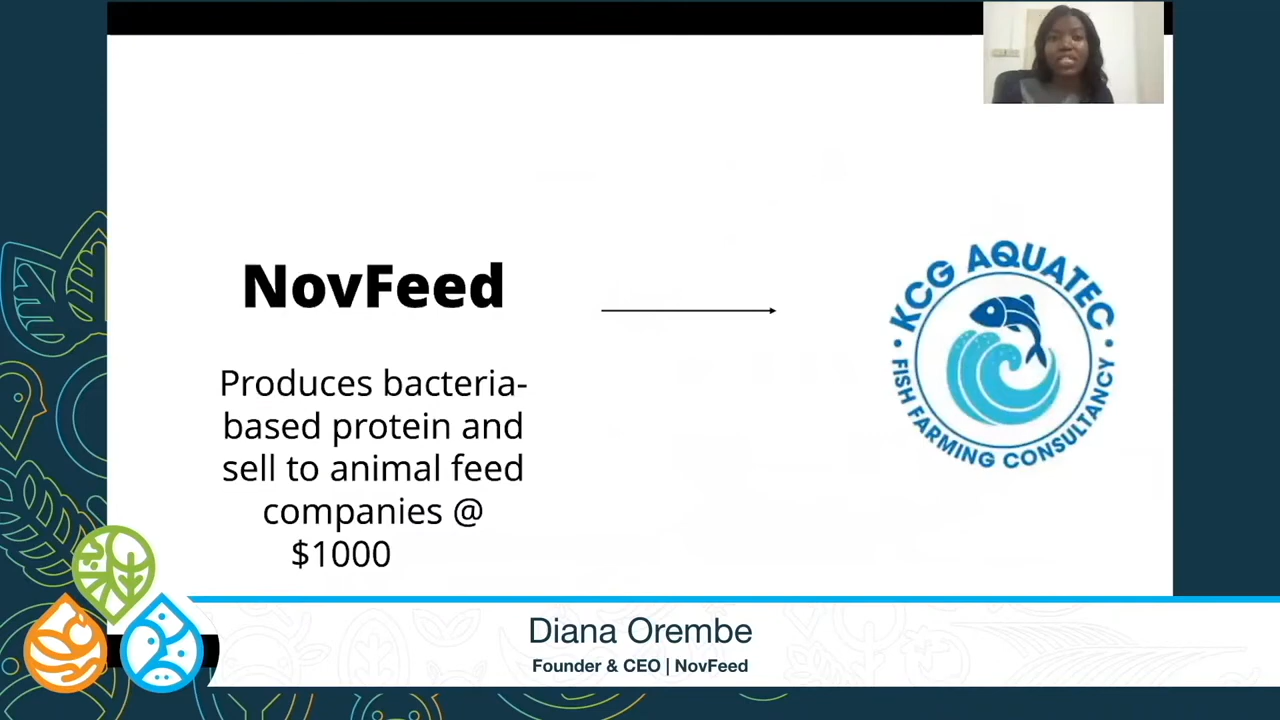 NovFeed
Produces bacteria-
based protein and
sell to animal feed
companies @
$1000
KCG AQUATEC
• FISH FARMING CONSULTANCY •
Diana Orembe
Founder & CEO | NovFeed